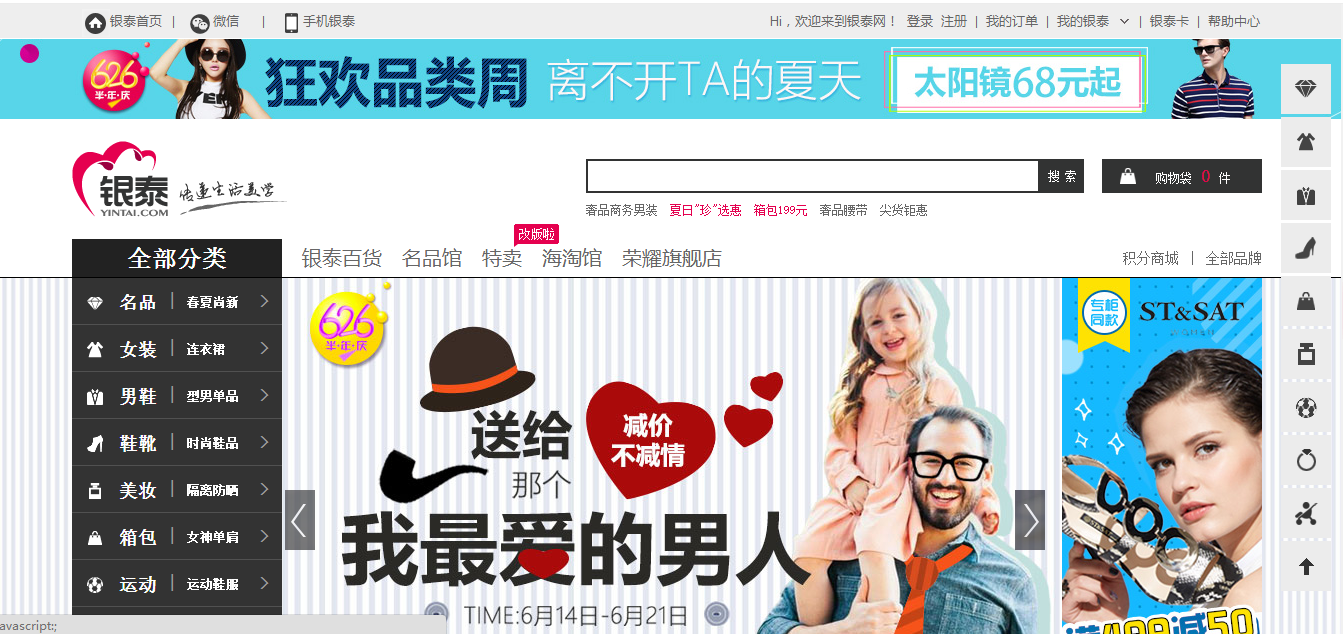 银泰首页 | 微信 | 手机银泰 Hi，欢迎来到银泰网！ 登录 注册 | 我的订单 | 我的银泰 | 银泰卡 | 帮助中心
626 半·年·庆 狂欢品类周 离不开TA的夏天 太阳镜68元起
银泰 YINTAI.COM 传递生活美学
搜 索
购物袋 0 件
奢品商务男装 夏日"珍"选惠 箱包199元 奢品腰带 尖货钜惠
改版啦
全部分类 银泰百货 名品馆 特卖 海淘馆 荣耀旗舰店 积分商城 | 全部品牌
名品 | 春夏尚新
女装 | 连衣裙
男鞋 | 型男单品
鞋靴 | 时尚鞋品
美妆 | 隔离防晒
箱包 | 女神单肩
运动 | 运动鞋服
626
半·年·庆
送给
那个
减价
不减情
我最爱的男人
TIME:6月14日-6月21日
专柜
同款
ST&SAT
满499减50
avascript:;